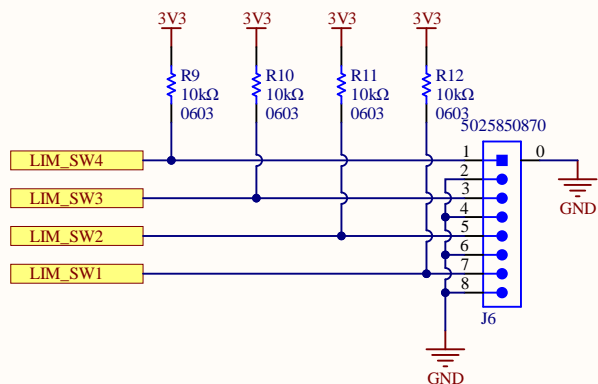 3V3 3V3 3V3 3V3
R9 R10 R11 R12
10kΩ 10kΩ 10kΩ 10kΩ
0603 0603 0603 0603
5025850870
LIM_SW4 1 0
2
LIM_SW3 3
GND
4
LIM_SW2 5
6
LIM_SW1 7
8
J6
GND